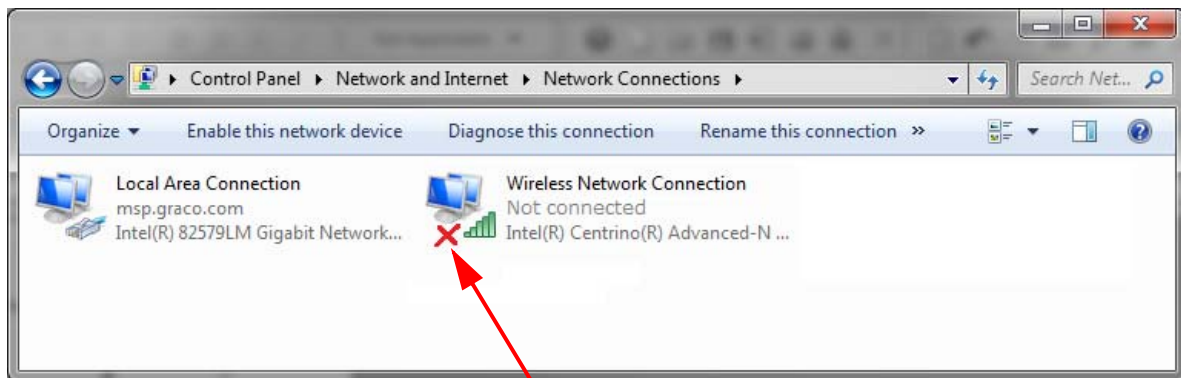 Control Panel Network and Internet Network Connections Search Net...
Organize Enable this network device Diagnose this connection Rename this connection »
Local Area Connection
msp.graco.com
Intel(R) 82579LM Gigabit Network...
Wireless Network Connection
Not connected
Intel(R) Centrino(R) Advanced-N ...